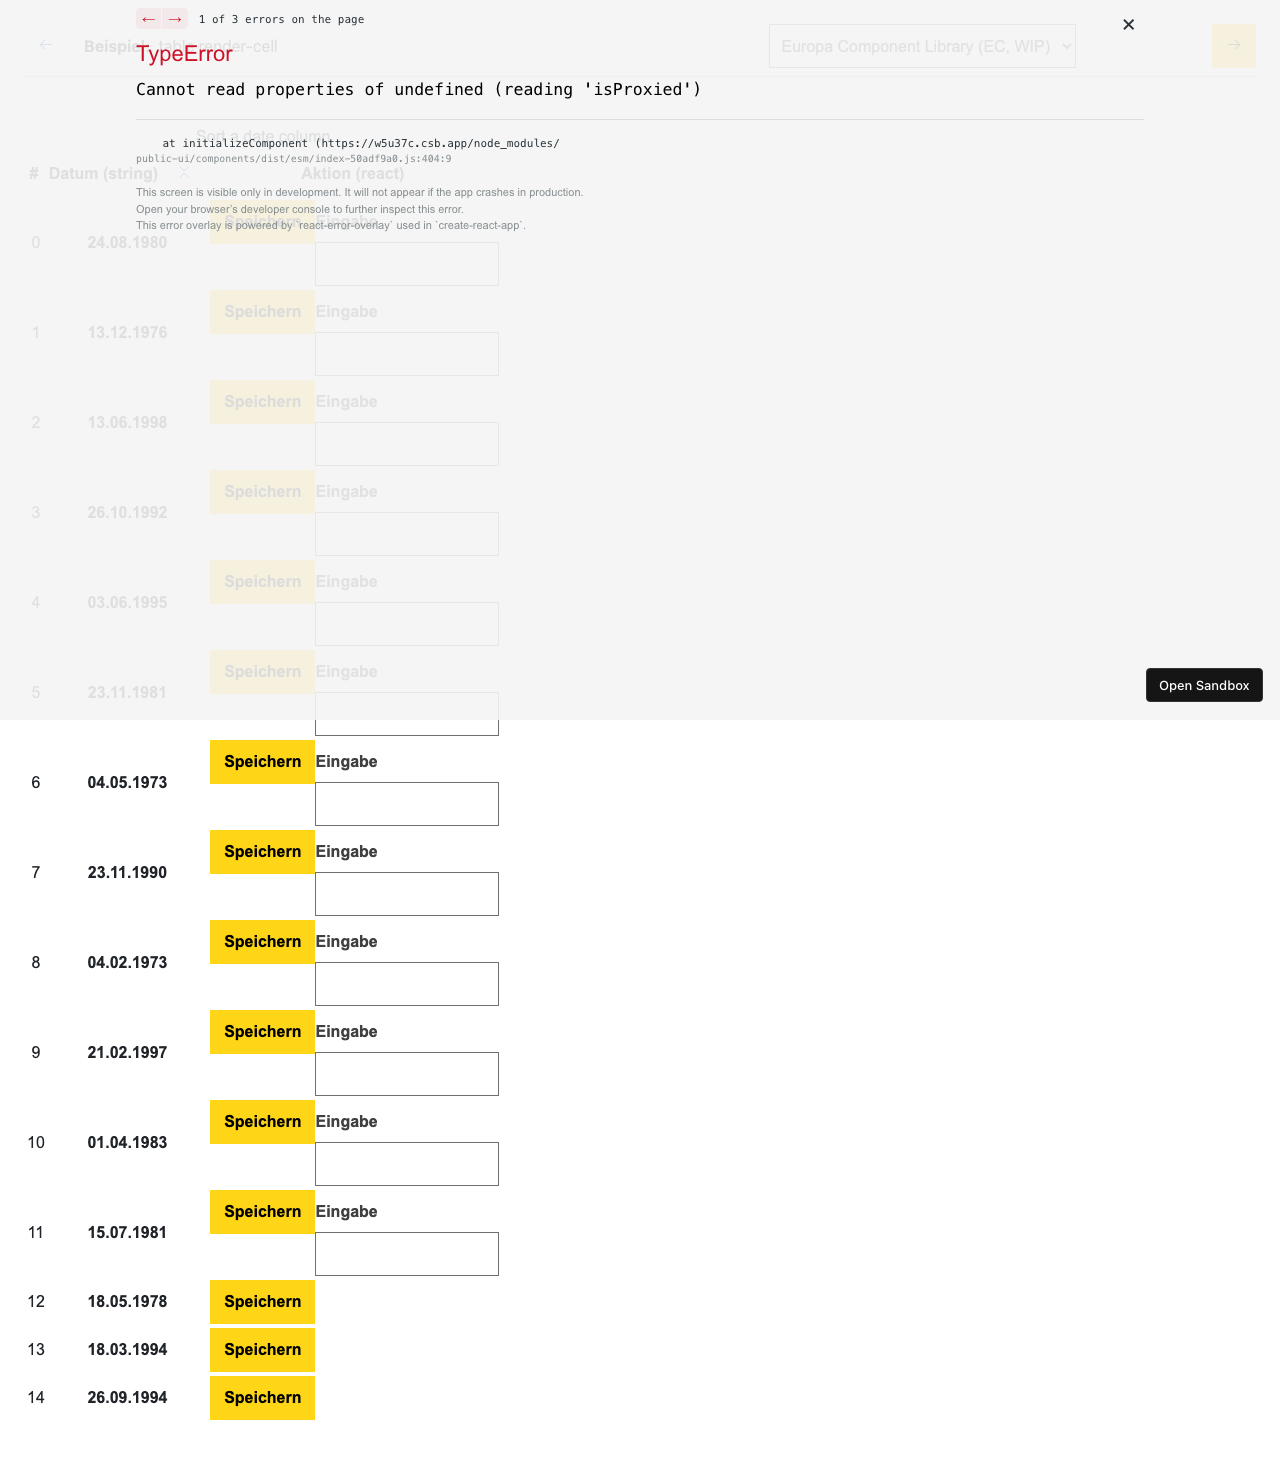 ← → 1 of 3 errors on the page
×
← Beispiel table render-cell
Europa Component Library (EC, WIP)
→
TypeError
Cannot read properties of undefined (reading 'isProxied')
Sort a date column
at initializeComponent (https://w5u37c.csb.app/node_modules/
public-ui/components/dist/esm/index-50adf9a0.js:404:9
# Datum (string) Aktion (react)
This screen is visible only in development. It will not appear if the app crashes in production.
Open your browser's developer console to further inspect this error.
This error overlay is powered by `react-error-overlay` used in `create-react-app`.
Speichern Eingabe
0 24.08.1980
Speichern Eingabe
1 13.12.1976
Speichern Eingabe
2 13.06.1998
Speichern Eingabe
3 26.10.1992
Speichern Eingabe
4 03.06.1995
Speichern Eingabe
5 23.11.1981
Open Sandbox
Speichern Eingabe
6 04.05.1973
Speichern Eingabe
7 23.11.1990
Speichern Eingabe
8 04.02.1973
Speichern Eingabe
9 21.02.1997
Speichern Eingabe
10 01.04.1983
Speichern Eingabe
11 15.07.1981
12 18.05.1978 Speichern
13 18.03.1994 Speichern
14 26.09.1994 Speichern